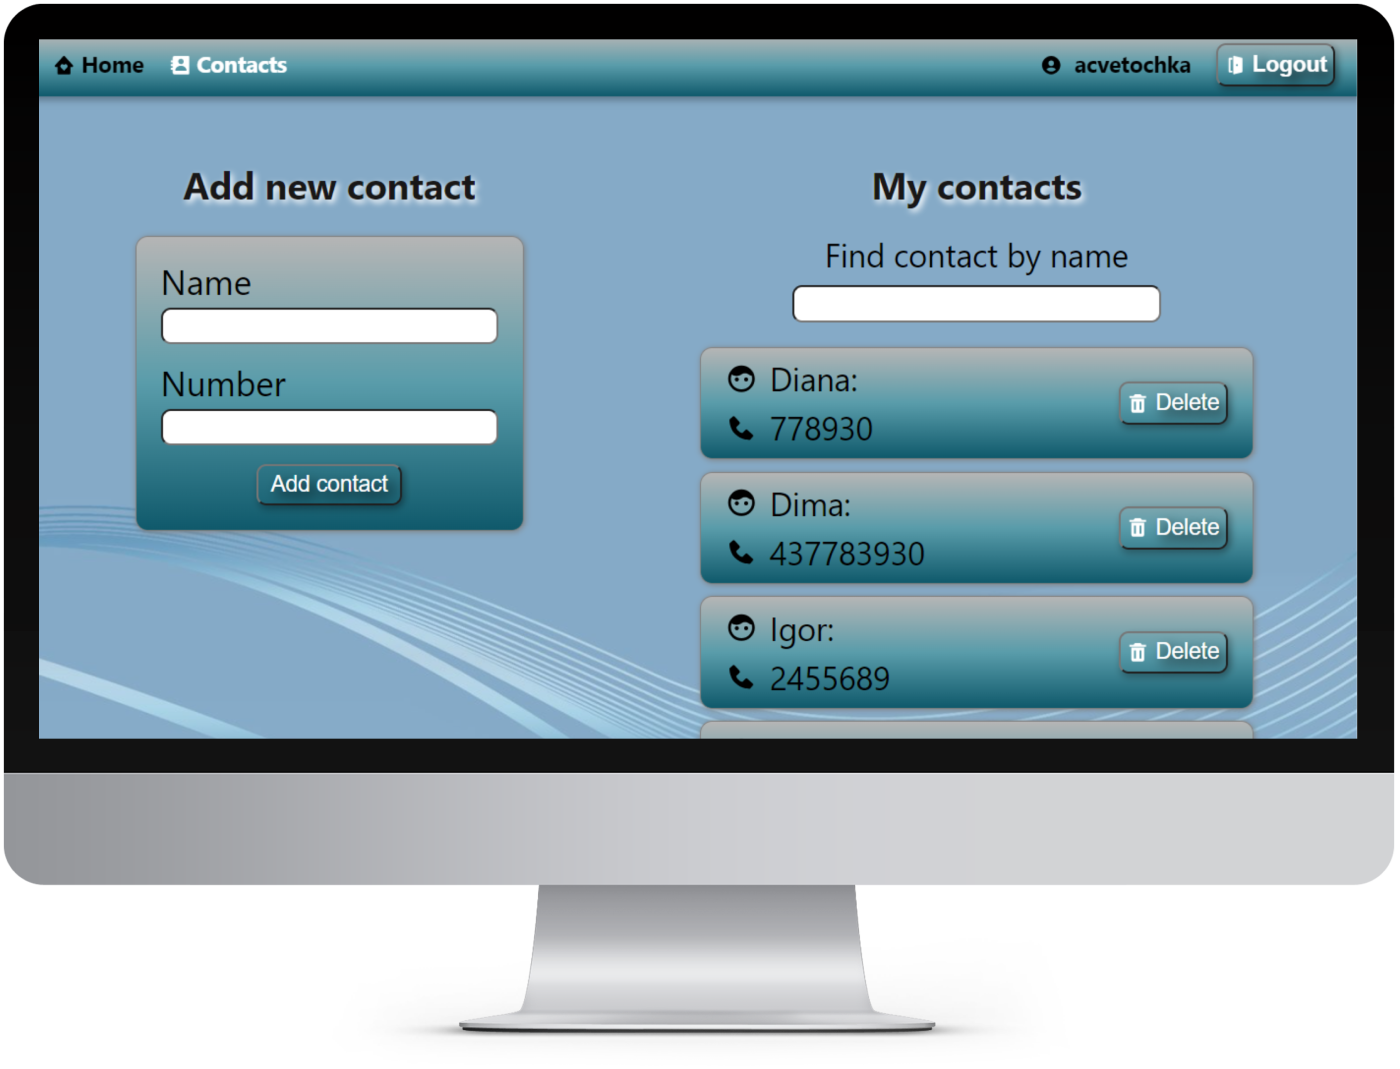 Home Contacts acvetochka Logout
Add new contact
Name
Number
Add contact
My contacts
Find contact by name
Diana:
778930
Delete
Dima:
437783930
Delete
Igor:
2455689
Delete